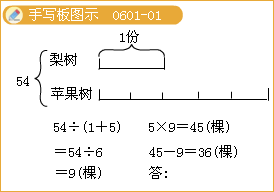 手写板图示 0601-01
1份
梨树
54
苹果树
54÷(1+5) 5×9=45(棵)
=54÷6 45-9=36(棵)
=9(棵) 答: